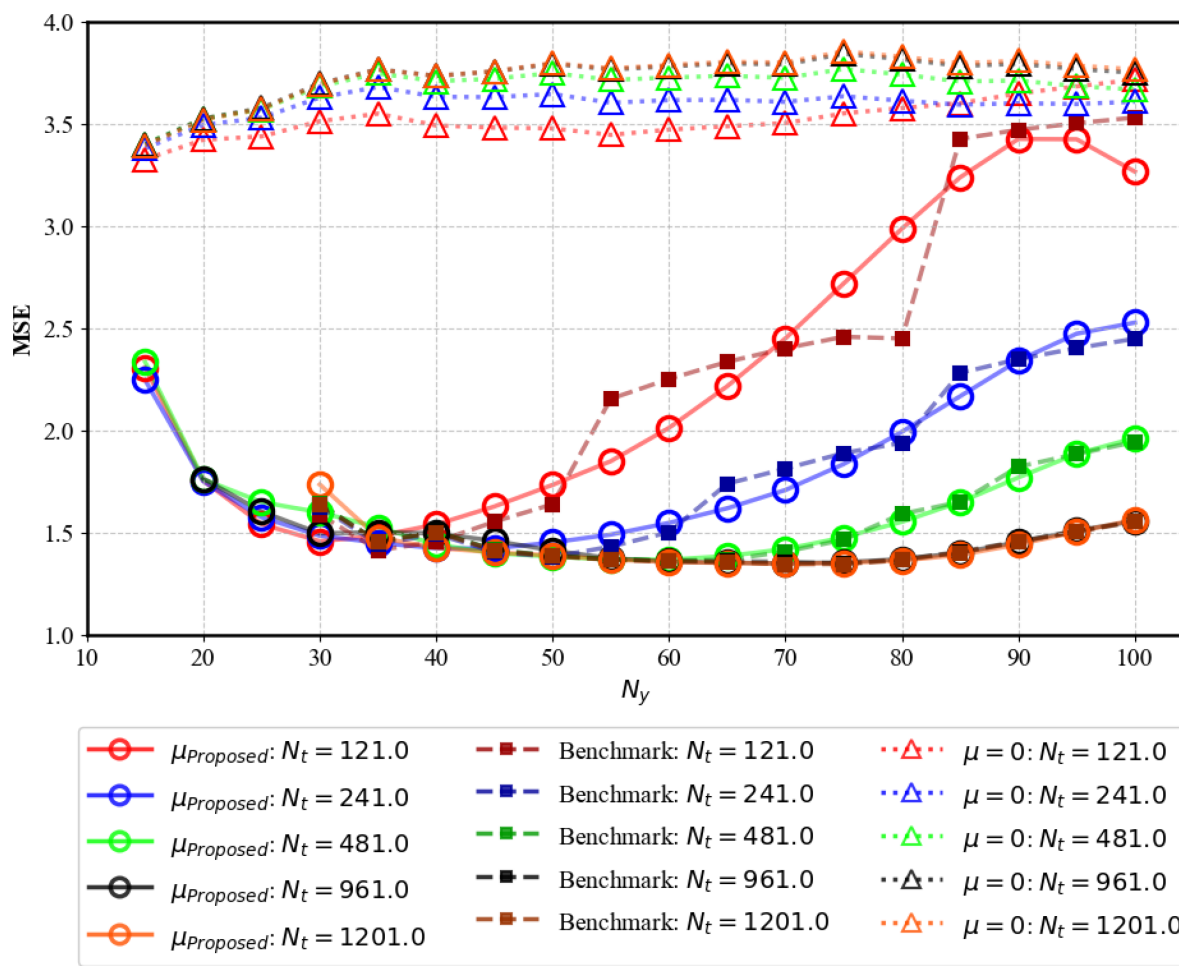 4.0
3.5
3.0
2.5
2.0
1.5
1.0
MSE
10 20 30 40 50 60 70 80 90 100
N_y
μ_Proposed: N_t = 121.0
μ_Proposed: N_t = 241.0
μ_Proposed: N_t = 481.0
μ_Proposed: N_t = 961.0
μ_Proposed: N_t = 1201.0
Benchmark: N_t = 121.0
Benchmark: N_t = 241.0
Benchmark: N_t = 481.0
Benchmark: N_t = 961.0
Benchmark: N_t = 1201.0
μ = 0: N_t = 121.0
μ = 0: N_t = 241.0
μ = 0: N_t = 481.0
μ = 0: N_t = 961.0
μ = 0: N_t = 1201.0